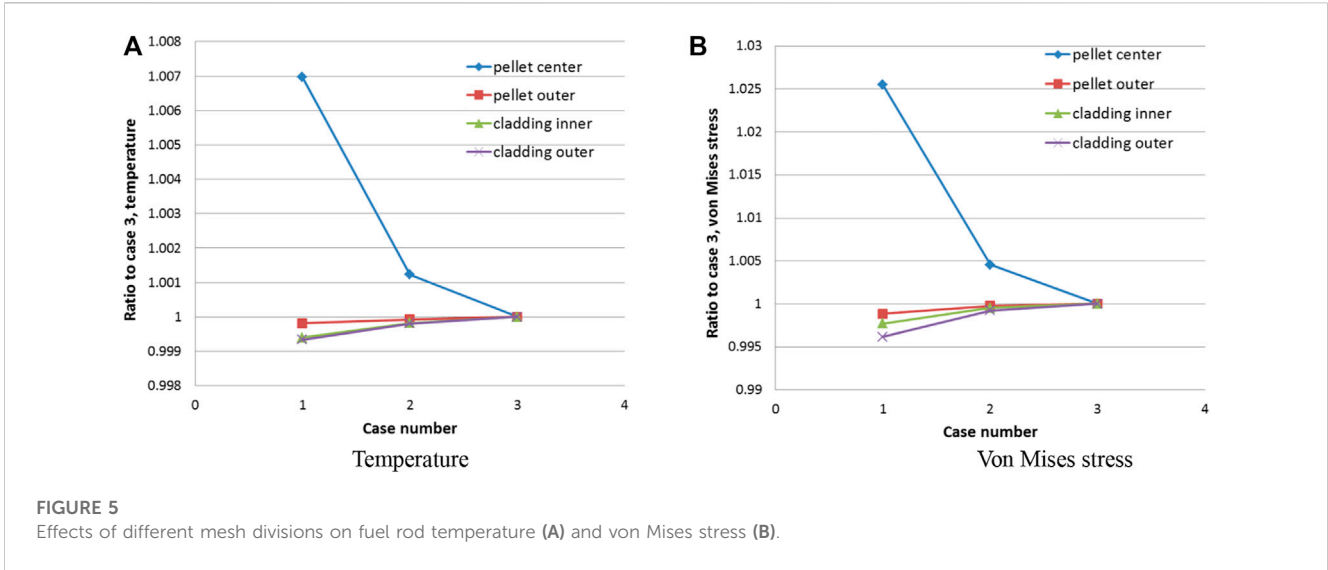 A
1.008
1.007
1.006
1.005
1.004
1.003
1.002
1.001
1
0.999
0.998
Ratio to case 3, temperature
0 1 2 3 4
Case number
pellet center
pellet outer
cladding inner
cladding outer
Temperature
B
1.03
1.025
1.02
1.015
1.01
1.005
1
0.995
0.99
Ratio to case 3, von Mises stress
0 1 2 3 4
Case number
pellet center
pellet outer
cladding inner
cladding outer
Von Mises stress
FIGURE 5
Effects of different mesh divisions on fuel rod temperature (A) and von Mises stress (B).